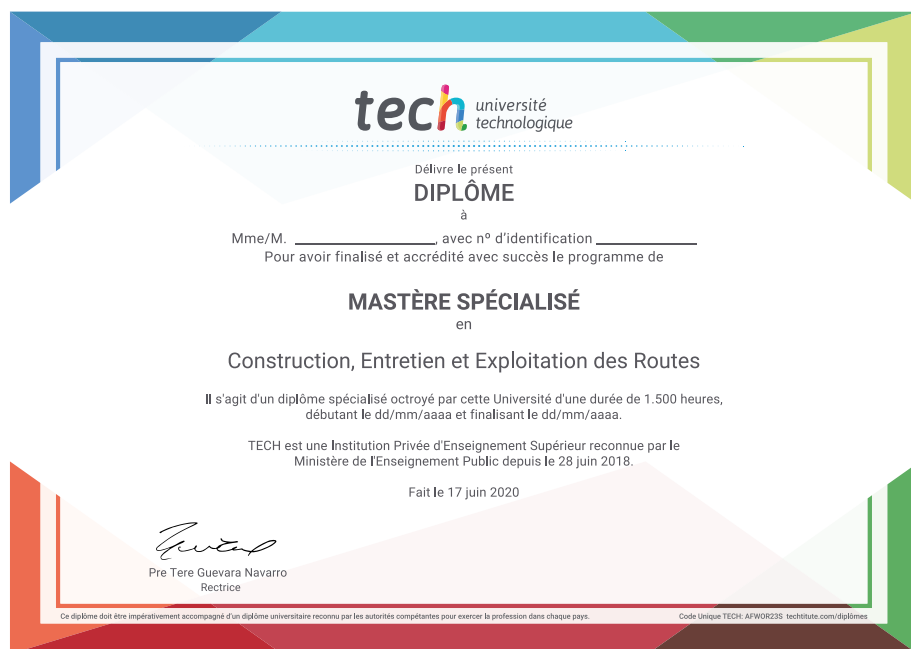 tech université
technologique
Délivre le présent
DIPLÔME
à
Mme/M. ____________________, avec nº d'identification ______________
Pour avoir finalisé et accrédité avec succès le programme de
MASTÈRE SPÉCIALISÉ
en
Construction, Entretien et Exploitation des Routes
Il s'agit d'un diplôme spécialisé octroyé par cette Université d'une durée de 1.500 heures,
débutant le dd/mm/aaaa et finalisant le dd/mm/aaaa.
TECH est une Institution Privée d'Enseignement Supérieur reconnue par le
Ministère de l'Enseignement Public depuis le 28 juin 2018.
Fait le 17 juin 2020
Pre Tere Guevara Navarro
Rectrice
Ce diplôme doit être impérativement accompagné d'un diplôme universitaire reconnu par les autorités compétantes pour exercer la profession dans chaque pays. Code Unique TECH: AFWOR23S techtitute.com/diplômes